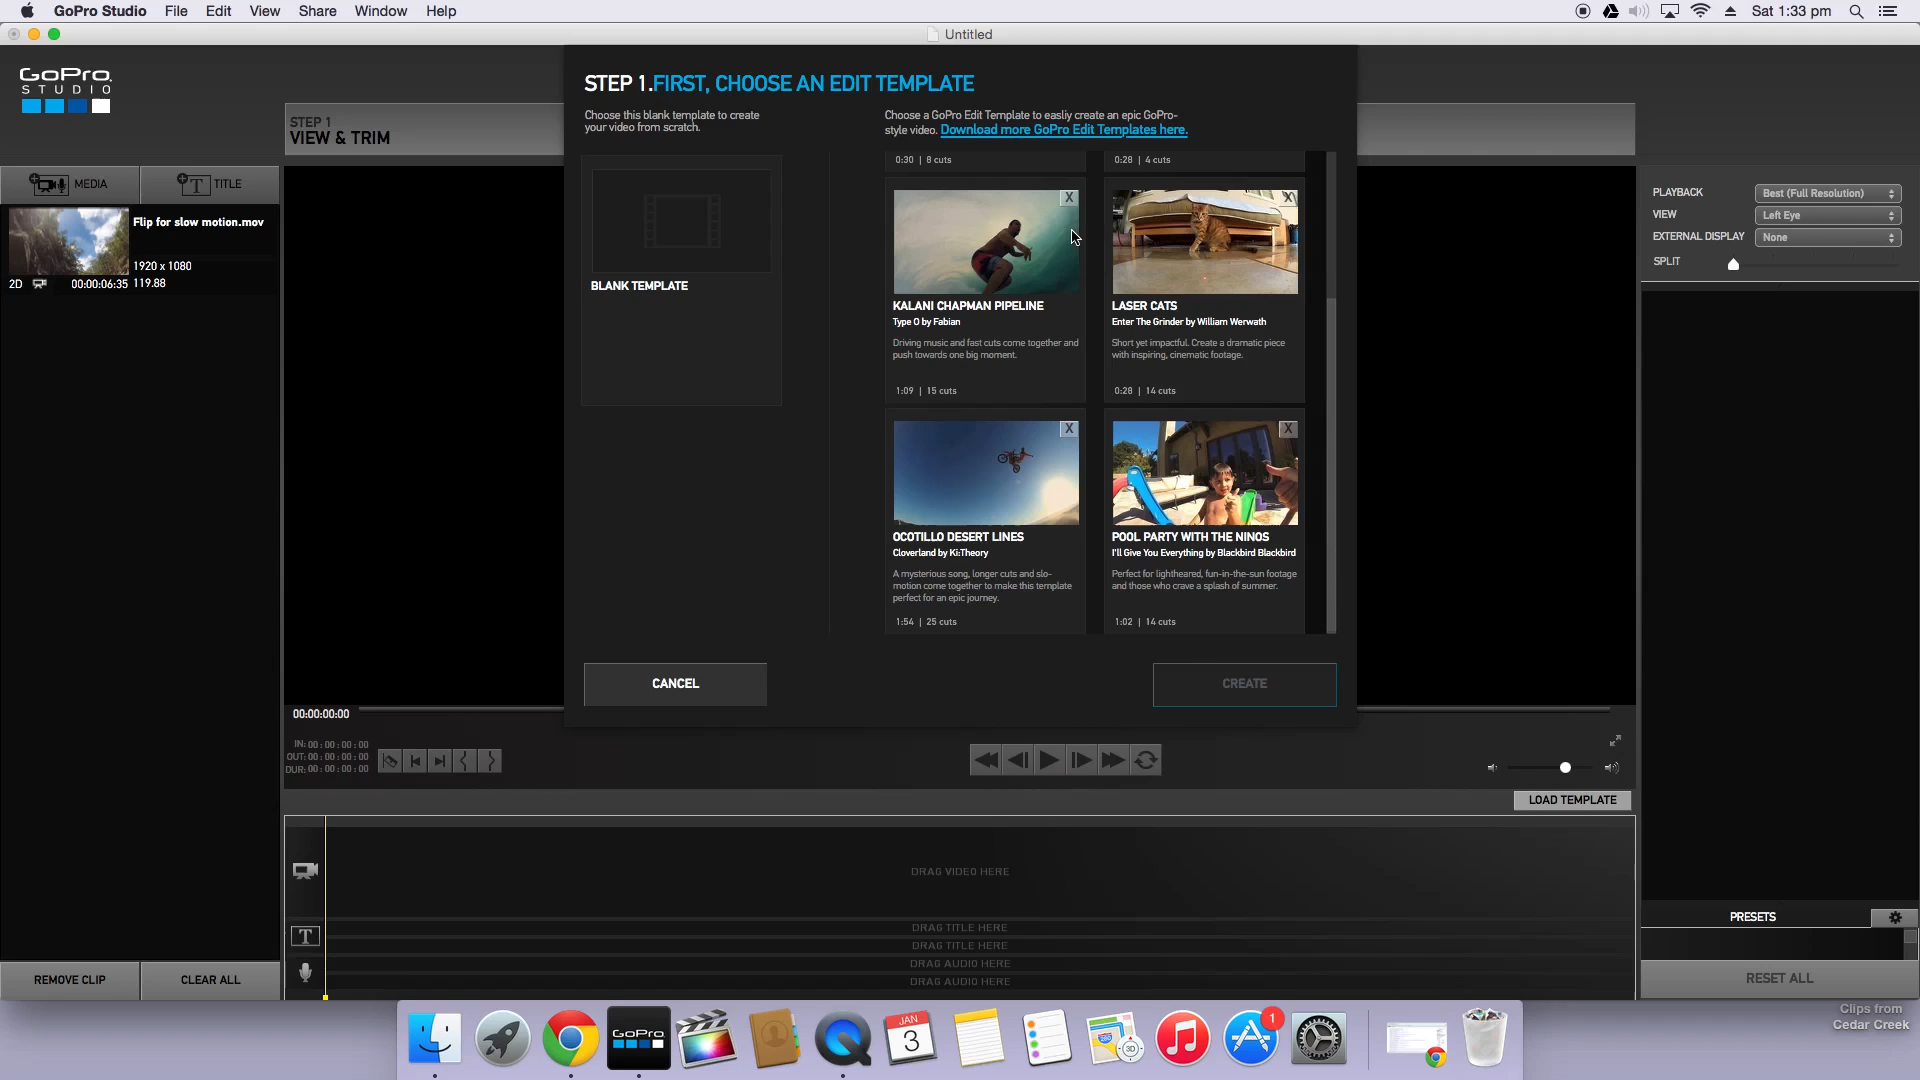 GoPro Studio File Edit View Share Window Help
Sat 1:33 pm
Untitled
GoPro
STUDIO
STEP 1
VIEW & TRIM
MEDIA
TITLE
Flip for slow motion.mov
1920 x 1080
2D 00:00:06:35 119.88
STEP 1.FIRST, CHOOSE AN EDIT TEMPLATE
Choose this blank template to create
your video from scratch.
BLANK TEMPLATE
Choose a GoPro Edit Template to easliy create an epic GoPro-
style video. Download more GoPro Edit Templates here.
0:30 | 8 cuts
0:28 | 4 cuts
X
KALANI CHAPMAN PIPELINE
Type O by Fabian
Driving music and fast cuts come together and
push towards one big moment.
1:09 | 15 cuts
X
LASER CATS
Enter The Grinder by William Werwath
Short yet impactful. Create a dramatic piece
with inspiring, cinematic footage.
0:28 | 14 cuts
X
OCOTILLO DESERT LINES
Cloverland by Ki:Theory
A mysterious song, longer cuts and slo-
motion come together to make this template
perfect for an epic journey.
1:54 | 25 cuts
X
POOL PARTY WITH THE NINOS
I'll Give You Everything by Blackbird Blackbird
Perfect for lightheared, fun-in-the-sun footage
and those who crave a splash of summer.
1:02 | 14 cuts
CANCEL
CREATE
PLAYBACK Best (Full Resolution)
VIEW Left Eye
EXTERNAL DISPLAY None
SPLIT
00:00:00:00
IN: 00 : 00 : 00 : 00
OUT: 00 : 00 : 00 : 00
DUR: 00 : 00 : 00 : 00
LOAD TEMPLATE
DRAG VIDEO HERE
T
DRAG TITLE HERE
DRAG TITLE HERE
DRAG AUDIO HERE
DRAG AUDIO HERE
PRESETS
RESET ALL
REMOVE CLIP
CLEAR ALL
Clips from
Cedar Creek
GoPro
JAN
3
280
3D
1